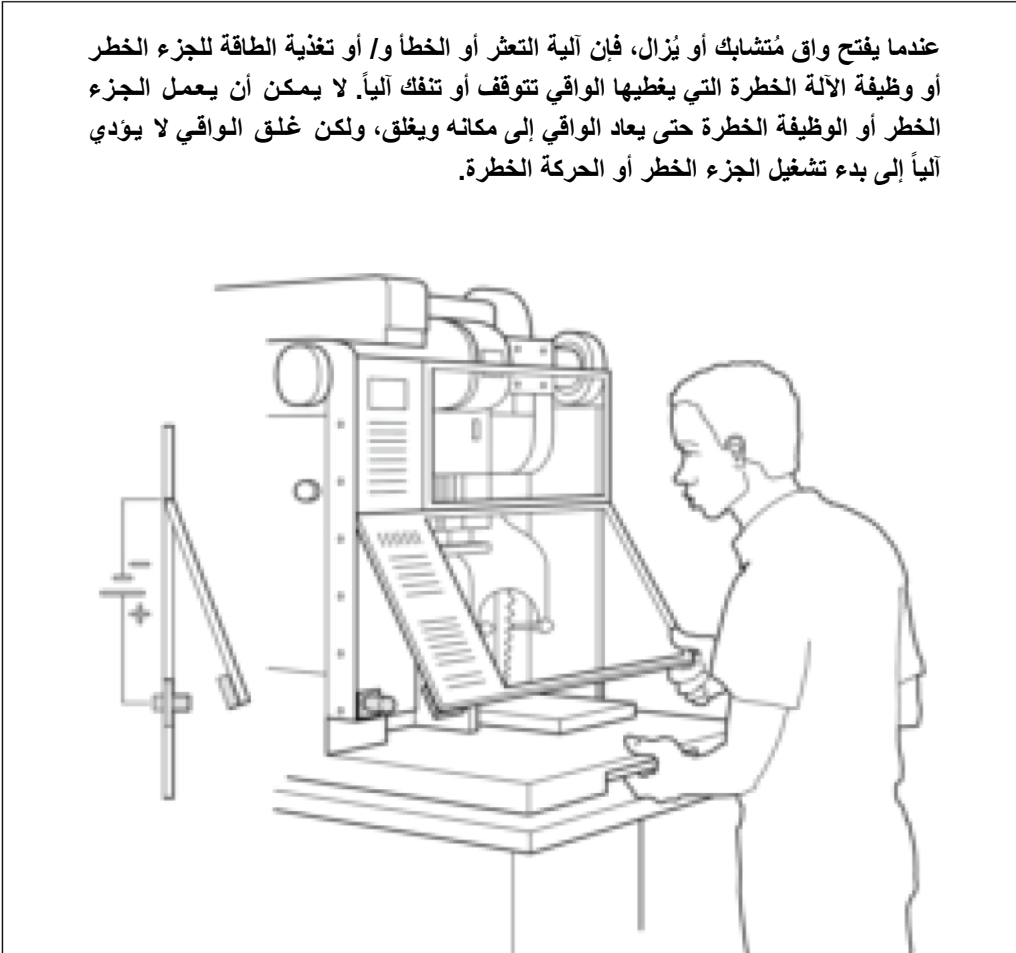 عندما يفتح واق مُتشابك أو يُزال، فإن آلية التعثر أو الخطأ و/ أو تغذية الطاقة للجزء الخطر
أو وظيفة الآلة الخطرة التي يغطيها الواقي تتوقف أو تنفك آلياً. لا يمكن أن يعمل الجزء
الخطر أو الوظيفة الخطرة حتى يعاد الواقي إلى مكانه ويغلق، ولكن غلق الواقي لا يؤدي
آلياً إلى بدء تشغيل الجزء الخطر أو الحركة الخطرة.
-
+